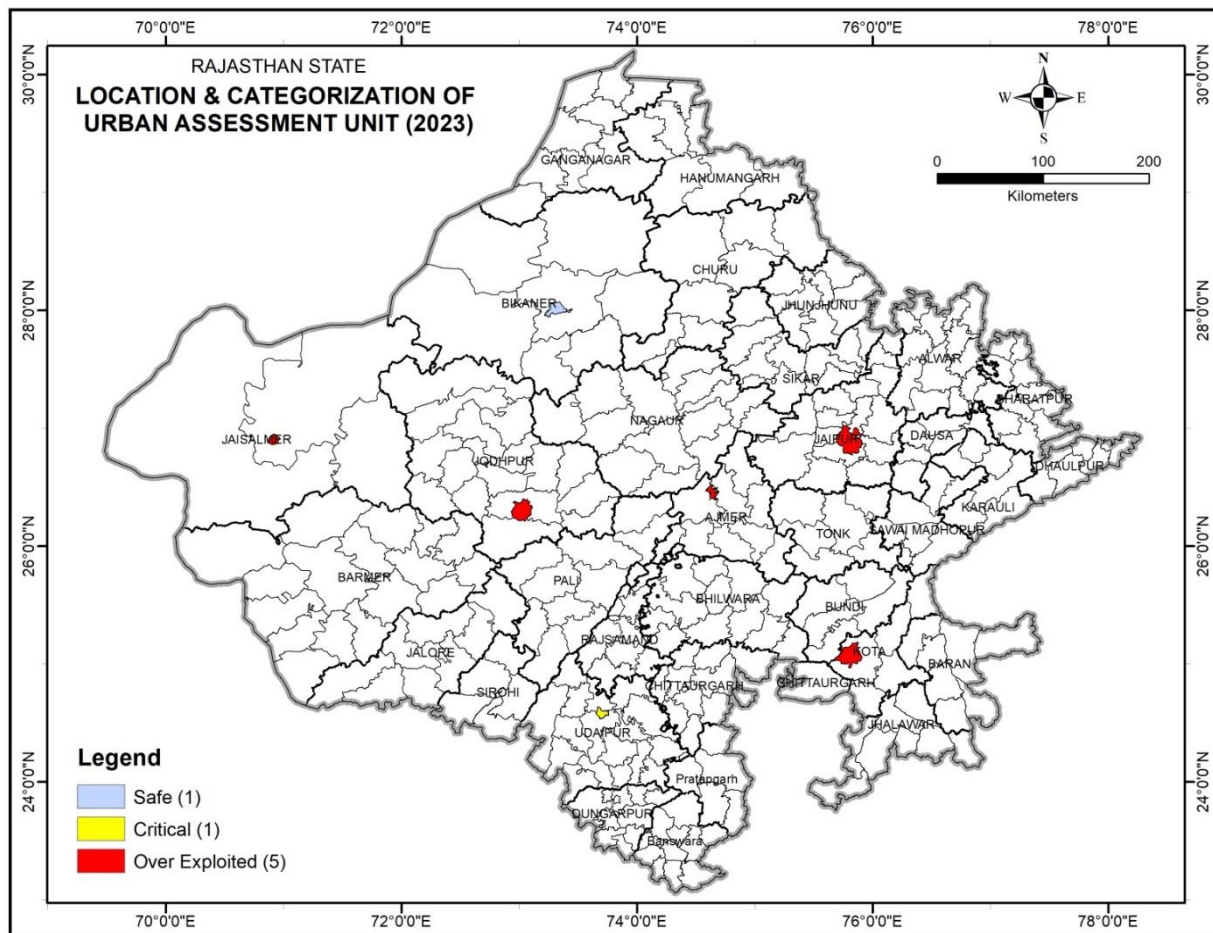 70°0'0"E 72°0'0"E 74°0'0"E 76°0'0"E 78°0'0"E
RAJASTHAN STATE
LOCATION & CATEGORIZATION OF
URBAN ASSESSMENT UNIT (2023)
N
W E
S
0 100 200
Kilometers
30°0'0"N 30°0'0"N
28°0'0"N 28°0'0"N
26°0'0"N 26°0'0"N
24°0'0"N 24°0'0"N
GANGANAGAR
HANUMANGARH
CHURU
BIKANER
JHUNJHUNU
ALWAR
SIKAR
BHARATPUR
NAGAUR
JAISALMER
JAIPUR
DAUSA
JODHPUR
DHAULPUR
KARAULI
AJMER
TONK
SAWAI MADHOPUR
BARMER
PALI
BHILWARA
BUNDI
RAJSAMAND
JALORE
KOTA
BARAN
SIROHI
CHITTAURGARH
CHITTAURGARH
UDAIPUR
JHALAWAR
Pratapgarh
DUNGARPUR
Banswara
Legend
Safe (1)
Critical (1)
Over Exploited (5)
70°0'0"E 72°0'0"E 74°0'0"E 76°0'0"E 78°0'0"E